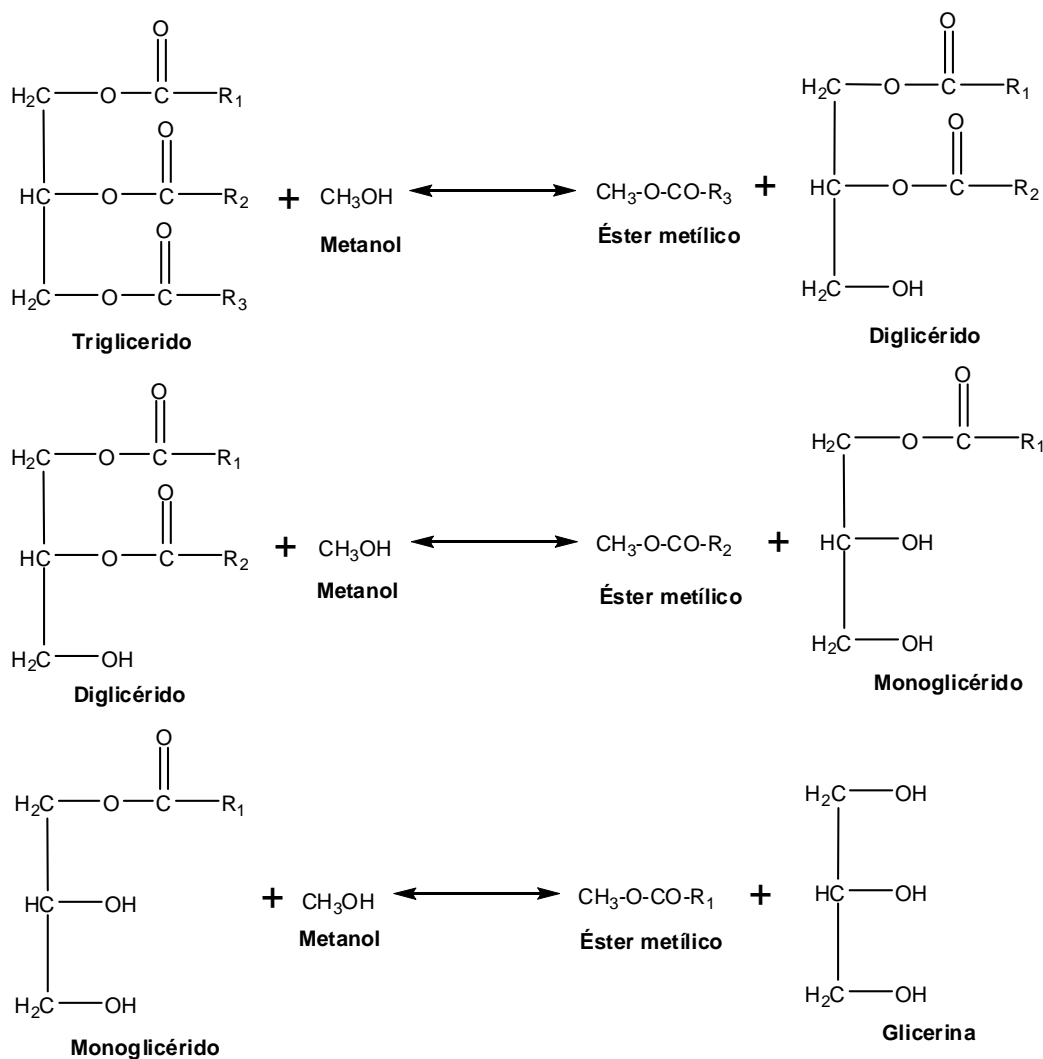 O O
H₂C—O—C—R₁ H₂C—O—C—R₁
O O
HC—O—C—R₂ + CH₃OH CH₃-O-CO-R₃ + HC—O—C—R₂
Metanol Éster metílico
O
H₂C—O—C—R₃ H₂C—OH
Triglicerido Diglicérido
O O
H₂C—O—C—R₁ H₂C—O—C—R₁
O
HC—O—C—R₂ + CH₃OH CH₃-O-CO-R₂ + HC—OH
Metanol Éster metílico
H₂C—OH H₂C—OH
Diglicérido Monoglicérido
O
H₂C—O—C—R₁ H₂C—OH
HC—OH + CH₃OH CH₃-O-CO-R₁ + HC—OH
Metanol Éster metílico
H₂C—OH H₂C—OH
Monoglicérido Glicerina